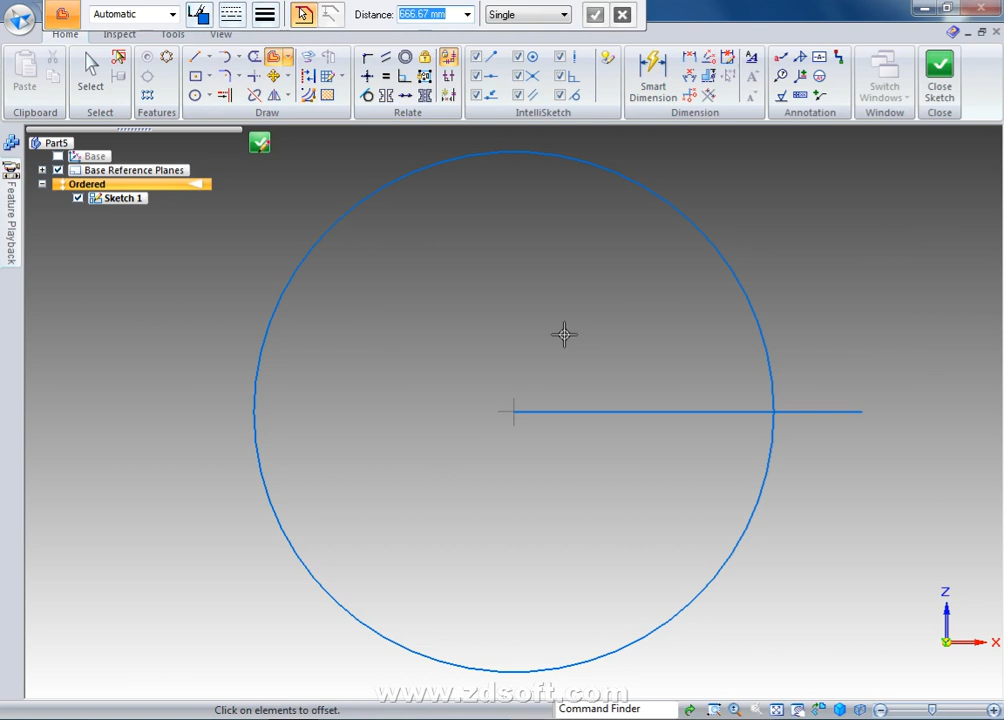 Automatic
Distance: 666.67 mm
Single
Home Inspect Tools View
Paste
Select
Smart Dimension
Switch Windows
Close Sketch
Clipboard Select Features Draw Relate IntelliSketch Dimension Annotation Window Close
Part5
Base
Base Reference Planes
Ordered
Sketch 1
Feature Playback
Z
X
www.zdsoft.com
Click on elements to offset.
Command Finder